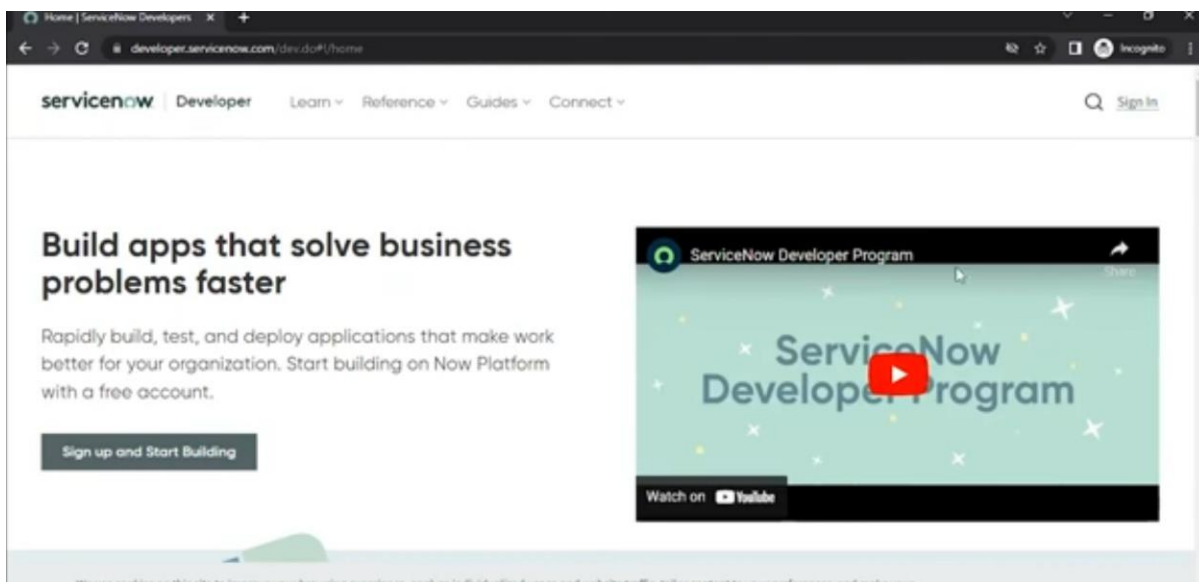 Home | ServiceNow Developers
developer.servicenow.com/dev.do#!/home
Incognito
servicenow Developer Learn Reference Guides Connect Sign In
Build apps that solve business
problems faster
Rapidly build, test, and deploy applications that make work
better for your organization. Start building on Now Platform
with a free account.
Sign up and Start Building
ServiceNow Developer Program
Share
ServiceNow
Developer Program
Watch on YouTube